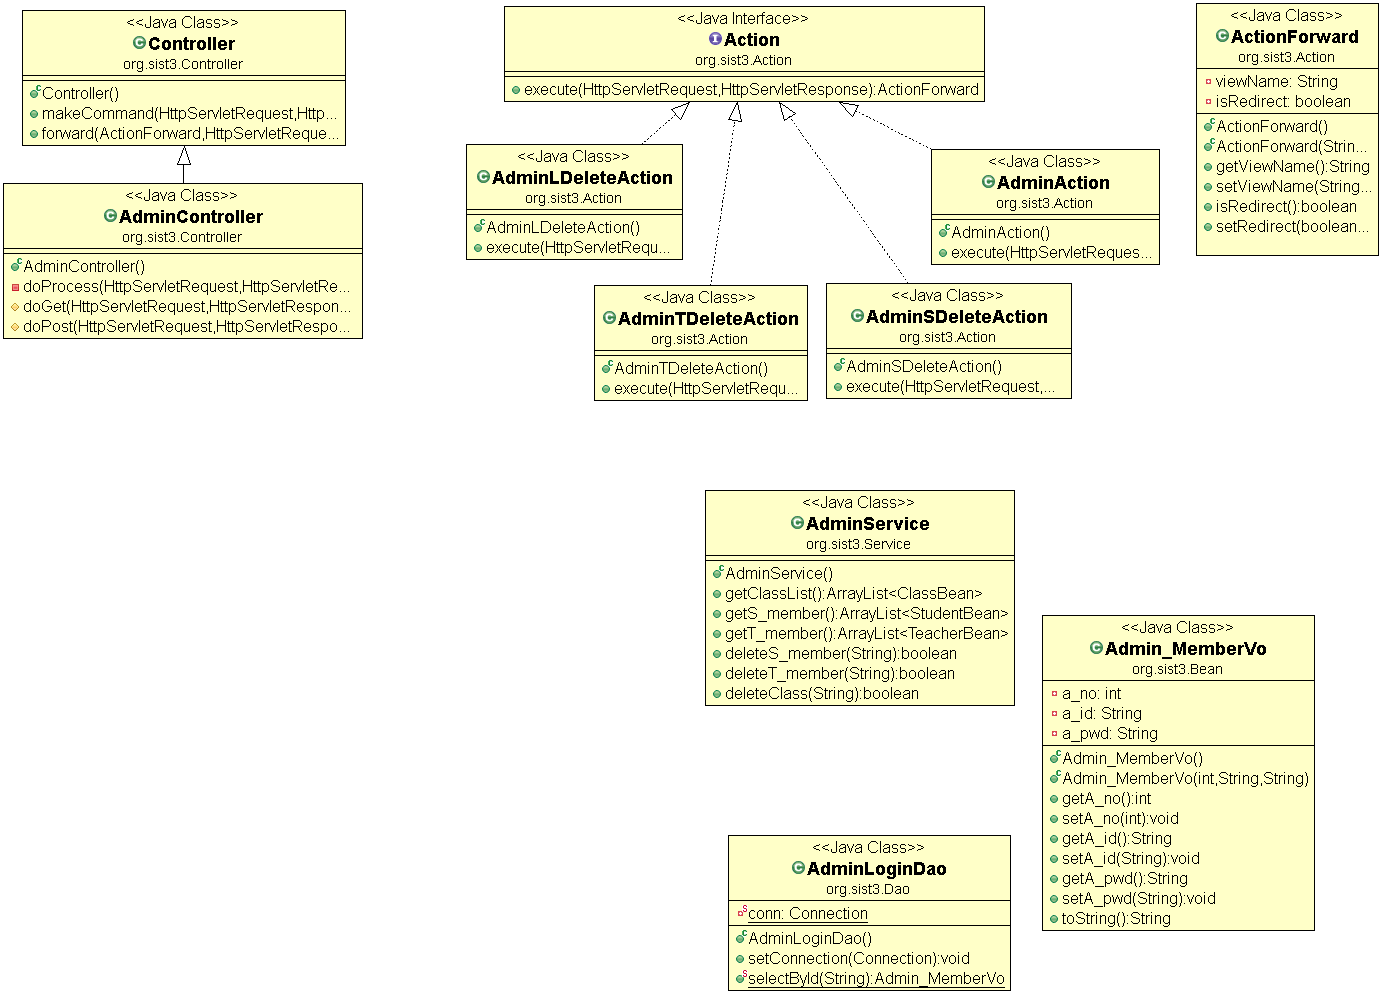 <<Java Class>>
Controller
org.sist3.Controller
Controller()
makeCommand(HttpServletRequest,Http...
forward(ActionForward,HttpServletReque...
<<Java Class>>
AdminController
org.sist3.Controller
AdminController()
doProcess(HttpServletRequest,HttpServletRe...
doGet(HttpServletRequest,HttpServletRespon...
doPost(HttpServletRequest,HttpServletRespo...
<<Java Interface>>
Action
org.sist3.Action
execute(HttpServletRequest,HttpServletResponse):ActionForward
<<Java Class>>
ActionForward
org.sist3.Action
viewName: String
isRedirect: boolean
ActionForward()
ActionForward(Strin...
getViewName():String
setViewName(String...
isRedirect():boolean
setRedirect(boolean...
<<Java Class>>
AdminLDeleteAction
org.sist3.Action
AdminLDeleteAction()
execute(HttpServletRequ...
<<Java Class>>
AdminAction
org.sist3.Action
AdminAction()
execute(HttpServletReques...
<<Java Class>>
AdminTDeleteAction
org.sist3.Action
AdminTDeleteAction()
execute(HttpServletRequ...
<<Java Class>>
AdminSDeleteAction
org.sist3.Action
AdminSDeleteAction()
execute(HttpServletRequest,...
<<Java Class>>
AdminService
org.sist3.Service
AdminService()
getClassList():ArrayList<ClassBean>
getS_member():ArrayList<StudentBean>
getT_member():ArrayList<TeacherBean>
deleteS_member(String):boolean
deleteT_member(String):boolean
deleteClass(String):boolean
<<Java Class>>
Admin_MemberVo
org.sist3.Bean
a_no: int
a_id: String
a_pwd: String
Admin_MemberVo()
Admin_MemberVo(int,String,String)
getA_no():int
setA_no(int):void
getA_id():String
setA_id(String):void
getA_pwd():String
setA_pwd(String):void
toString():String
<<Java Class>>
AdminLoginDao
org.sist3.Dao
conn: Connection
AdminLoginDao()
setConnection(Connection):void
selectById(String):Admin_MemberVo